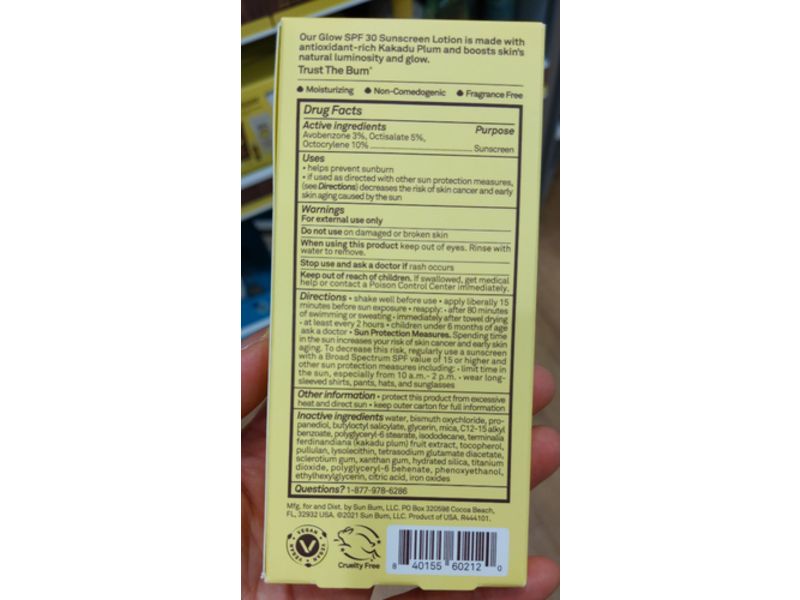 Our Glow SPF 30 Sunscreen Lotion is made with
antioxidant-rich Kakadu Plum and boosts skin's
natural luminosity and glow.
Trust The Bum®
Moisturizing Non-Comedogenic Fragrance Free
Drug Facts
Active ingredients Purpose
Avobenzone 3%, Octisalate 5%,
Octocrylene 10% Sunscreen
Uses
• helps prevent sunburn
• if used as directed with other sun protection measures,
(see Directions) decreases the risk of skin cancer and early
skin aging caused by the sun
Warnings
For external use only
Do not use on damaged or broken skin
When using this product keep out of eyes. Rinse with
water to remove.
Stop use and ask a doctor if rash occurs
Keep out of reach of children. If swallowed, get medical
help or contact a Poison Control Center immediately.
Directions • shake well before use • apply liberally 15
minutes before sun exposure • reapply: • after 80 minutes
of swimming or sweating • immediately after towel drying
• at least every 2 hours • children under 6 months of age
ask a doctor • Sun Protection Measures. Spending time
in the sun increases your risk of skin cancer and early skin
aging. To decrease this risk, regularly use a sunscreen
with a Broad Spectrum SPF value of 15 or higher and
other sun protection measures including: • limit time in
the sun, especially from 10 a.m.- 2 p.m. • wear long-
sleeved shirts, pants, hats, and sunglasses
Other information • protect this product from excessive
heat and direct sun • keep outer carton for full information
Inactive ingredients water, bismuth oxychloride, pro-
panediol, butyloctyl salicylate, glycerin, mica, C12-15 alkyl
benzoate, polyglyceryl-6 stearate, isododecane, terminalia
ferdinandiana (kakadu plum) fruit extract, tocopherol,
pullulan, lysolecithin, tetrasodium glutamate diacetate,
sclerotium gum, xanthan gum, hydrated silica, titanium
dioxide, polyglyceryl-6 behenate, phenoxyethanol,
ethylhexylglycerin, citric acid, iron oxides
Questions? 1-877-978-6286
Mfg. for and Dist. by Sun Bum, LLC. PO Box 320598 Cocoa Beach,
FL, 32932 USA. ©2021 Sun Bum, LLC. Product of USA. R444101.
VEGAN VEGAN VEGAN
V
Cruelty Free
8 40155 60212 0